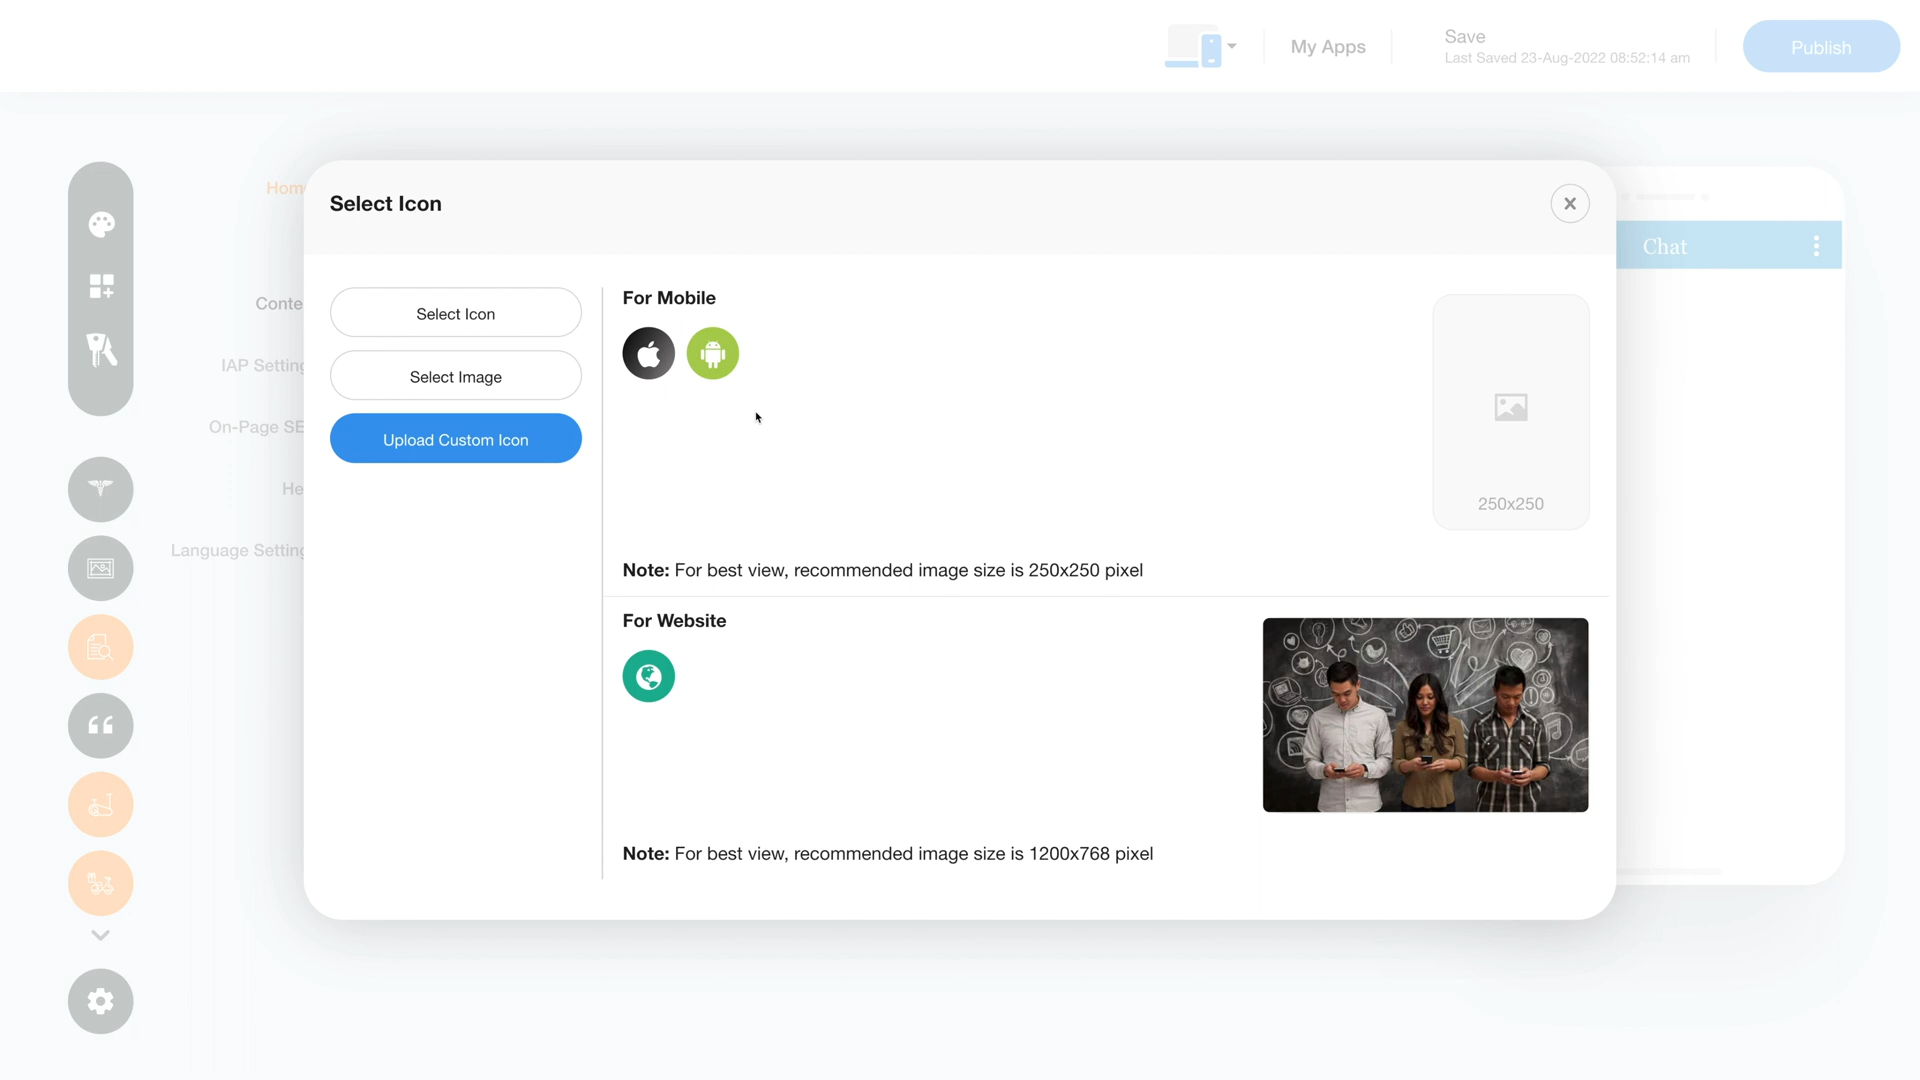 My Apps
Save
Last Saved 23-Aug-2022 08:52:14 am
Publish
Hom
Conte
IAP Setting
On-Page SE
He
Language Setting
Select Icon
Select Icon
Select Image
Upload Custom Icon
For Mobile
250x250
Note: For best view, recommended image size is 250x250 pixel
For Website
Note: For best view, recommended image size is 1200x768 pixel
Chat